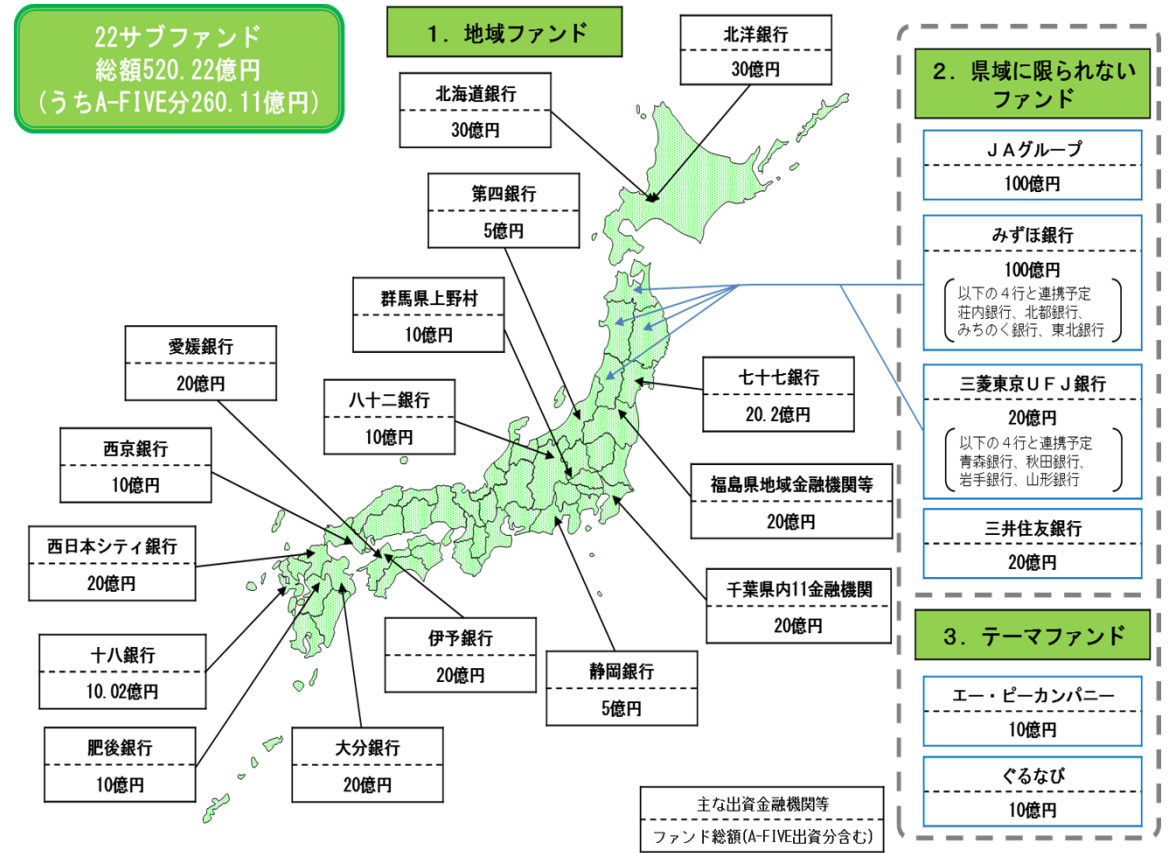 22サブファンド
総額520.22億円
(うちA-FIVE分260.11億円)
1．地域ファンド
北洋銀行
30億円
北海道銀行
30億円
第四銀行
5億円
群馬県上野村
10億円
愛媛銀行
20億円
八十二銀行
10億円
西京銀行
10億円
西日本シティ銀行
20億円
十八銀行
10.02億円
肥後銀行
10億円
大分銀行
20億円
伊予銀行
20億円
静岡銀行
5億円
千葉県内11金融機関
20億円
福島県地域金融機関等
20億円
七十七銀行
20.2億円
2．県域に限られない
ファンド
ＪＡグループ
100億円
みずほ銀行
100億円
以下の４行と連携予定
荘内銀行、北都銀行、
みちのく銀行、東北銀行
三菱東京ＵＦＪ銀行
20億円
以下の４行と連携予定
青森銀行、秋田銀行、
岩手銀行、山形銀行
三井住友銀行
20億円
3．テーマファンド
エー・ピーカンパニー
10億円
ぐるなび
10億円
主な出資金融機関等
ファンド総額(A-FIVE出資分含む)